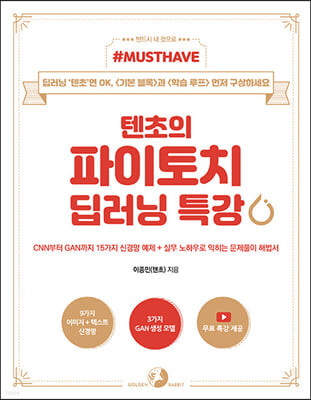 *** 반드시 내 것으로 ***
#MUSTHAVE
딥러닝 '텐초'면 OK, <기본 블록>과 <학습 루프> 먼저 구상하세요
텐초의
파이토치
딥러닝 특강
CNN부터 GAN까지 15가지 신경망 예제 + 실무 노하우로 익히는 문제풀이 해법서
이종민(텐초) 지음
9가지
이미지 + 텍스트
신경망
3가지
GAN 생성 모델
무료 특강 제공
GOLDEN RABBIT